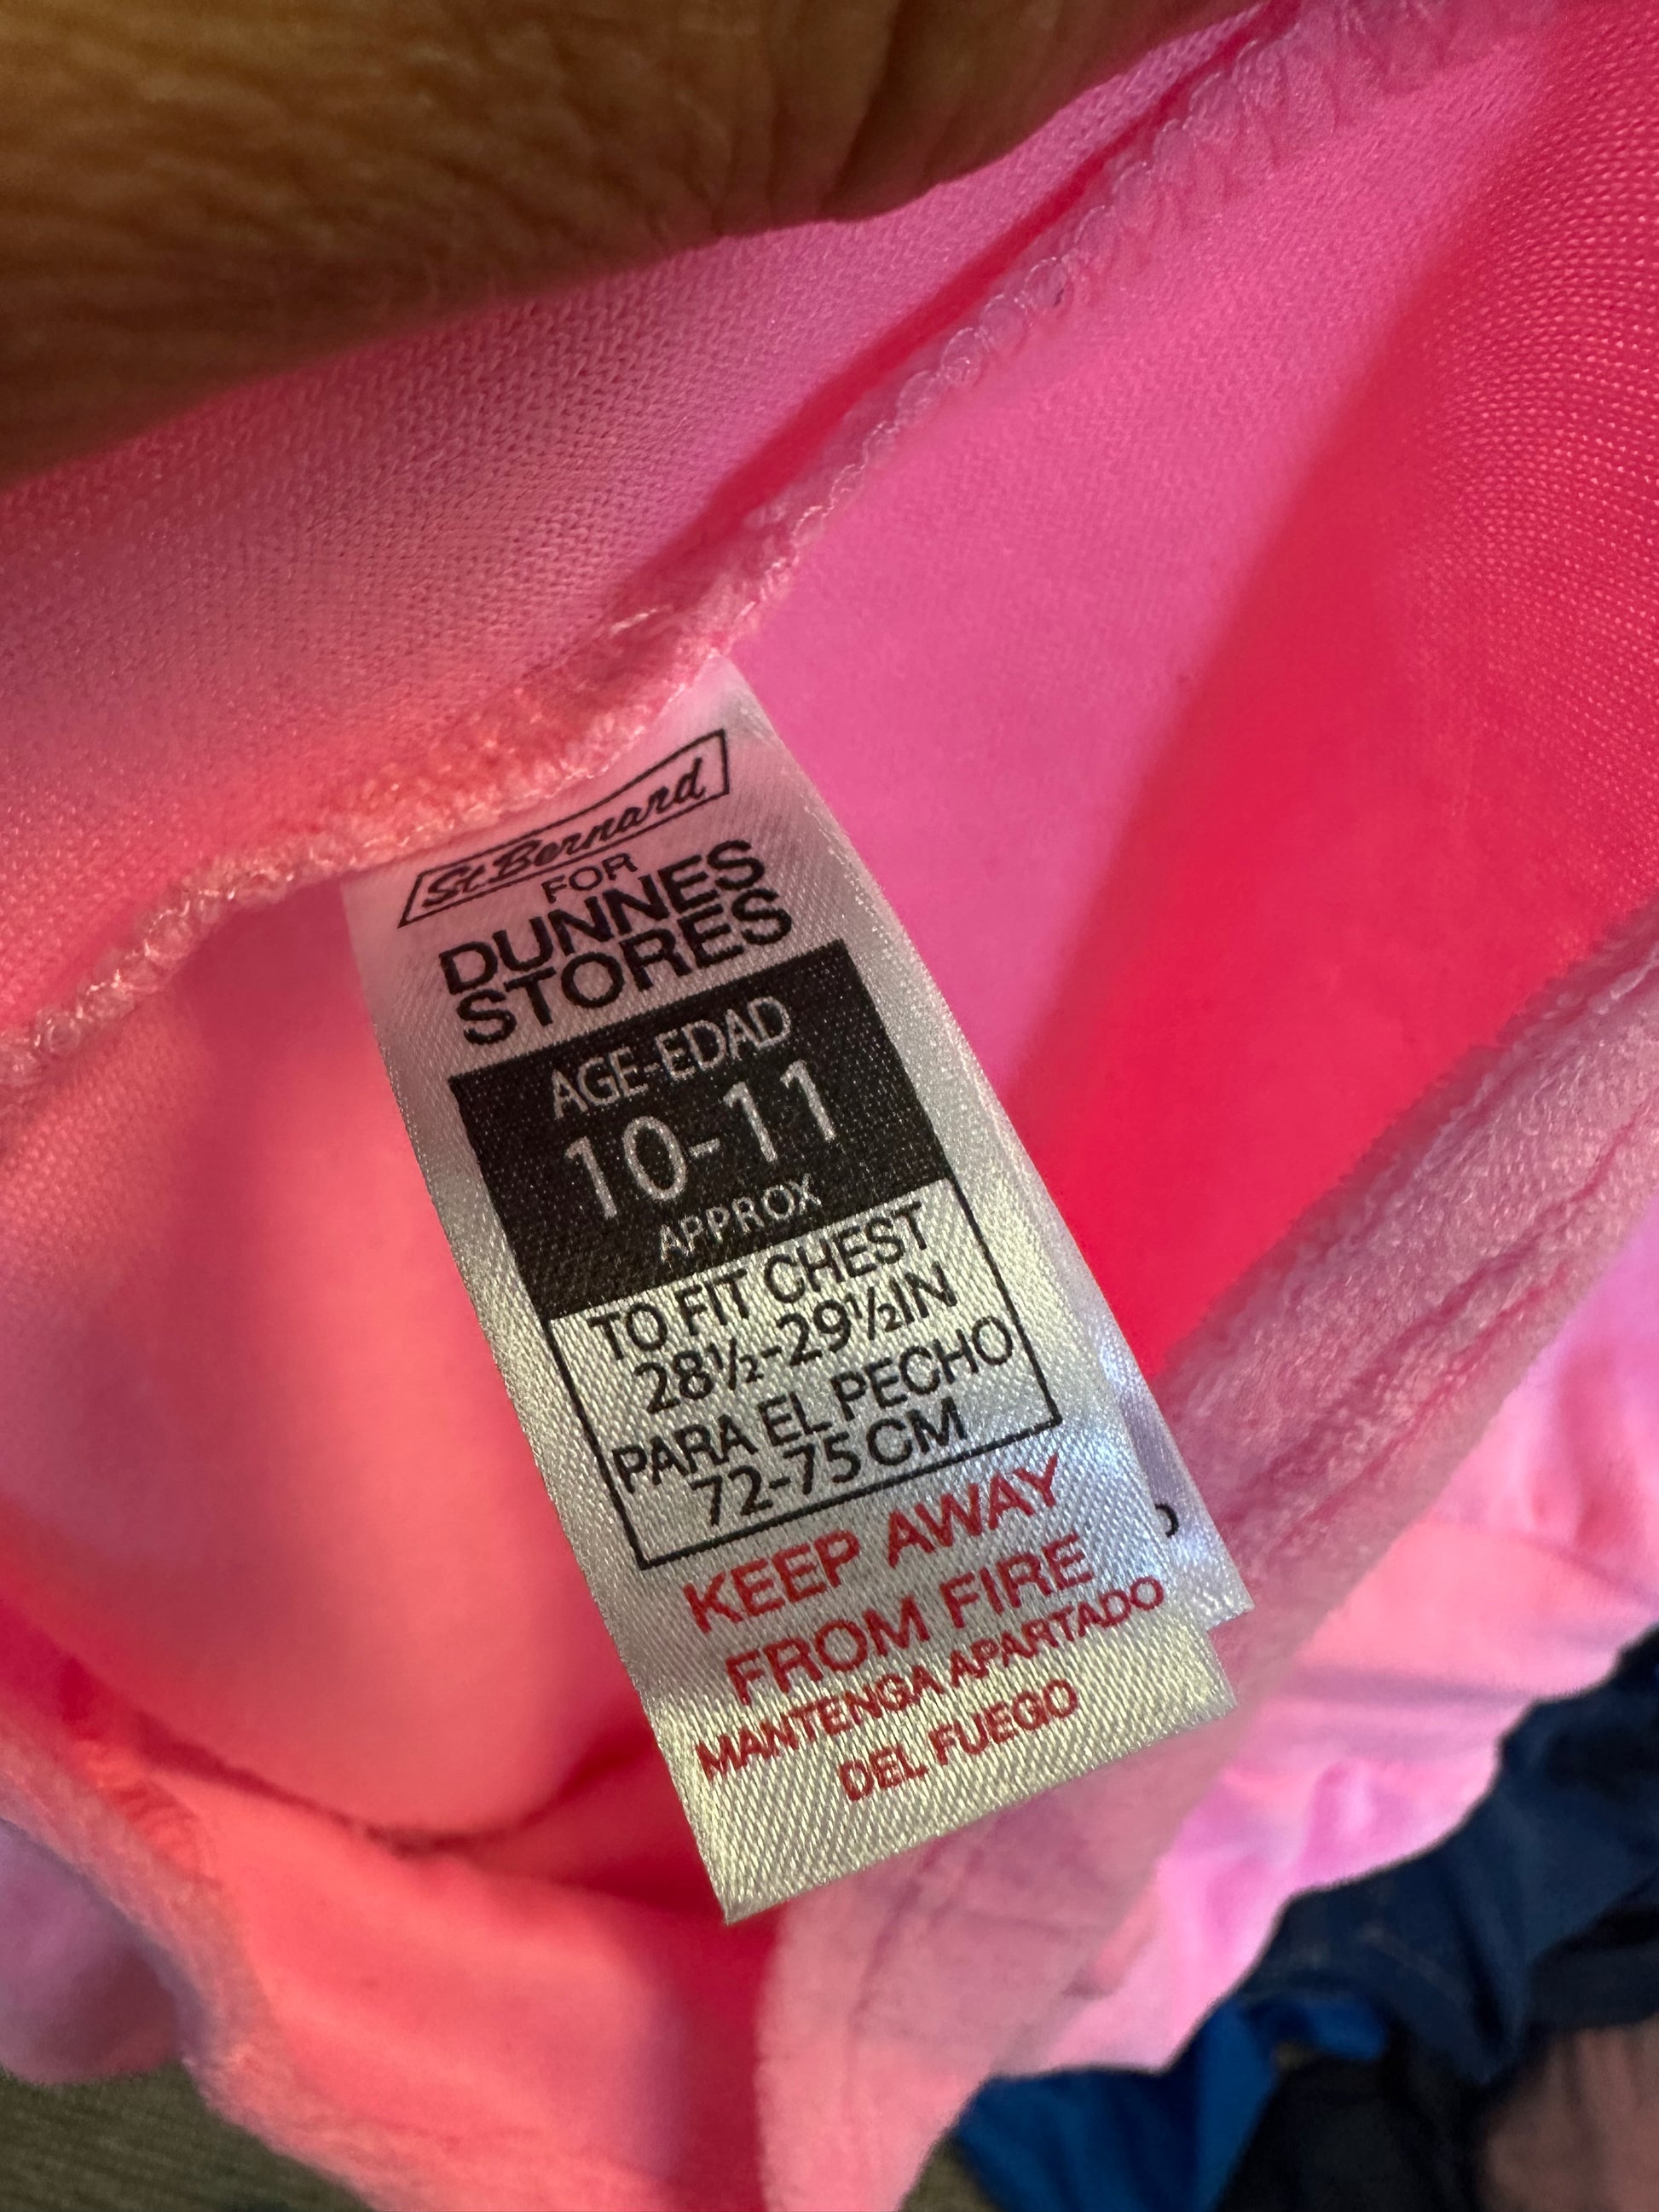 St.Bernard
FOR
DUNNES
STORES
AGE-EDAD
10-11
APPROX
TO FIT CHEST
28½-29½IN
PARA EL PECHO
72-75CM
KEEP AWAY
FROM FIRE
MANTENGA APARTADO
DEL FUEGO